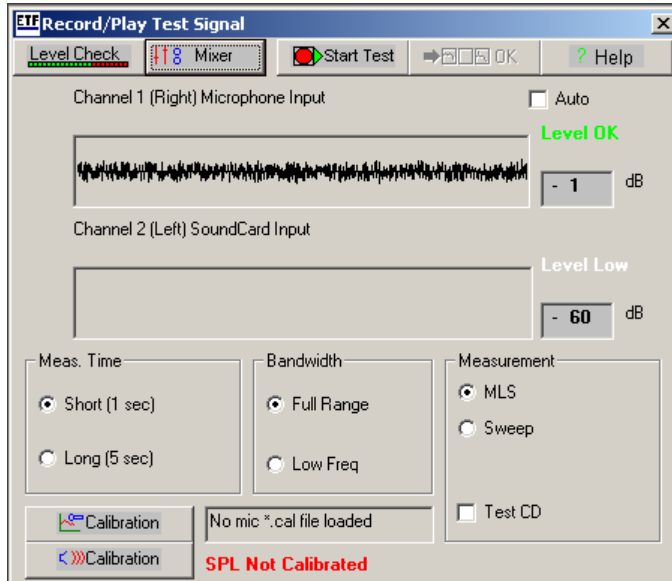 ETF Record/Play Test Signal
Level Check Mixer Start Test OK ? Help
Channel 1 (Right) Microphone Input Auto
Level OK
- 1 dB
Channel 2 (Left) SoundCard Input
Level Low
- 60 dB
Meas. Time Bandwidth Measurement
Short (1 sec) Full Range MLS
Sweep
Long (5 sec) Low Freq
Calibration No mic *.cal file loaded Test CD
Calibration SPL Not Calibrated